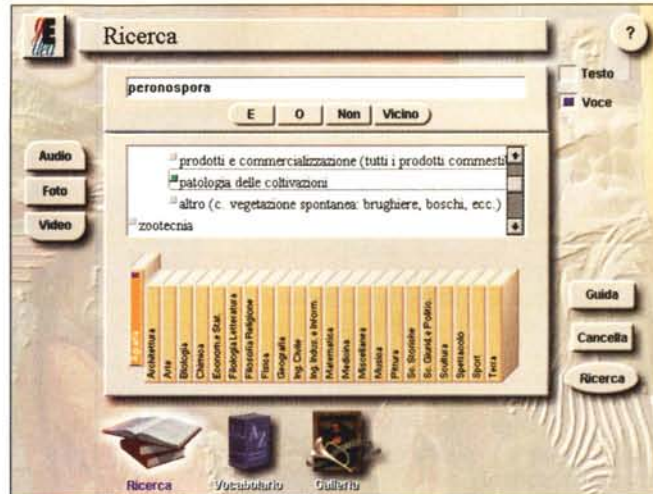 Ricerca
?
peronospora
E O Non Vicino
Testo
Voce
Audio
Foto
Video
prodotti e commercializzazione (tutti i prodotti commesti
patologia delle coltivazioni
altro (c. vegetazione spontanea: brughiere, boschi, ecc.)
zootecnia
Agraria
Architettura
Arte
Biologia
Chimica
Econom. e Stat.
Filologia Letteratura
Filosofia Religione
Fisica
Geografia
Ing. Civile
Ing. Indus. e Inform.
Matematica
Medicina
Miscellanea
Musica
Pittura
Sc. Storiche
Sc. Giurid. e Politic.
Scultura
Spettacolo
Sport
Terra
Guida
Cancella
Ricerca
Ricerca
Vocabolario
Galleria